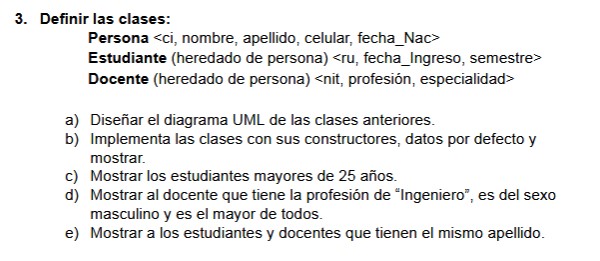 3. Definir las clases:
Persona <ci, nombre, apellido, celular, fecha_Nac>
Estudiante (heredado de persona) <ru, fecha_Ingreso, semestre>
Docente (heredado de persona) <nit, profesión, especialidad>
a) Diseñar el diagrama UML de las clases anteriores.
b) Implementa las clases con sus constructores, datos por defecto y
mostrar.
c) Mostrar los estudiantes mayores de 25 años.
d) Mostrar al docente que tiene la profesión de “Ingeniero”, es del sexo
masculino y es el mayor de todos.
e) Mostrar a los estudiantes y docentes que tienen el mismo apellido.